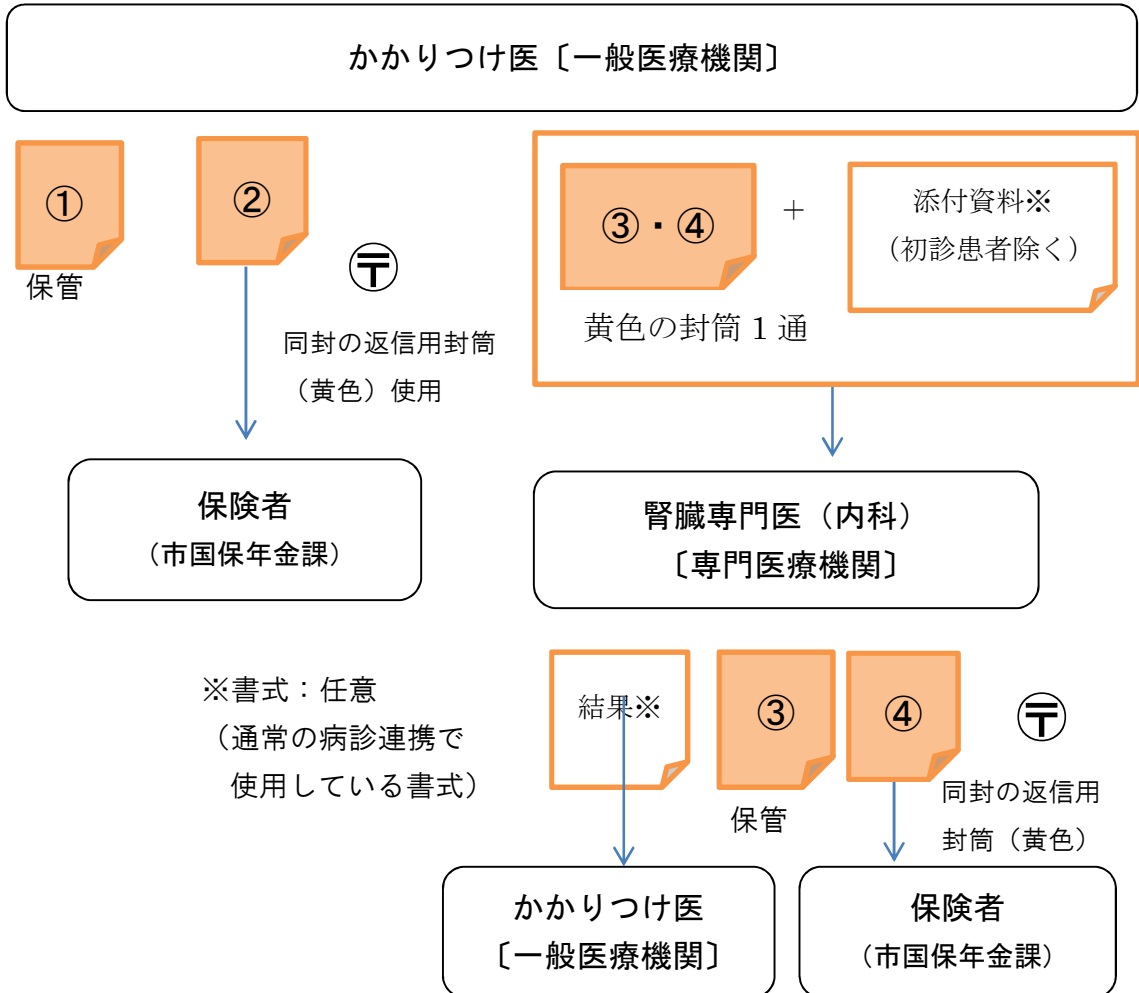 かかりつけ医〔一般医療機関〕
①
保管
②
〒
同封の返信用封筒
（黄色）使用
③・④
+
添付資料※
（初診患者除く）
黄色の封筒１通
保険者
（市国保年金課）
腎臓専門医（内科）
〔専門医療機関〕
※書式：任意
（通常の病診連携で
使用している書式）
結果※
③
保管
④
〒
同封の返信用
封筒（黄色）
かかりつけ医
〔一般医療機関〕
保険者
（市国保年金課）